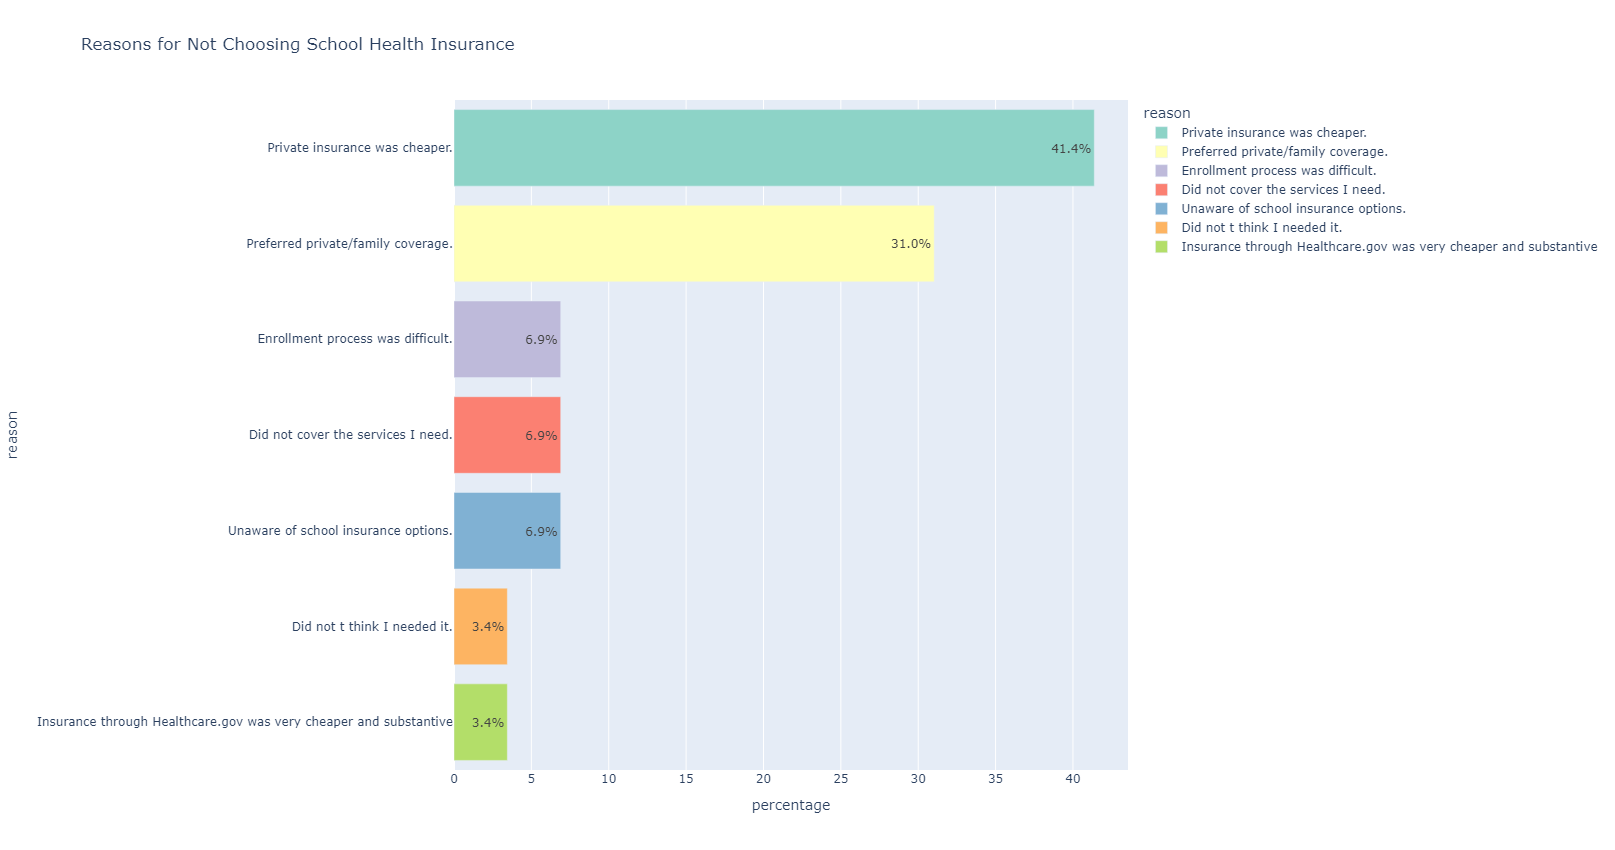 Reasons for Not Choosing School Health Insurance
reason
Private insurance was cheaper.
41.4%
Preferred private/family coverage.
31.0%
Enrollment process was difficult.
6.9%
Did not cover the services I need.
6.9%
Unaware of school insurance options.
6.9%
Did not t think I needed it.
3.4%
Insurance through Healthcare.gov was very cheaper and substantive
3.4%
0 5 10 15 20 25 30 35 40
percentage
reason
Private insurance was cheaper.
Preferred private/family coverage.
Enrollment process was difficult.
Did not cover the services I need.
Unaware of school insurance options.
Did not t think I needed it.
Insurance through Healthcare.gov was very cheaper and substantive